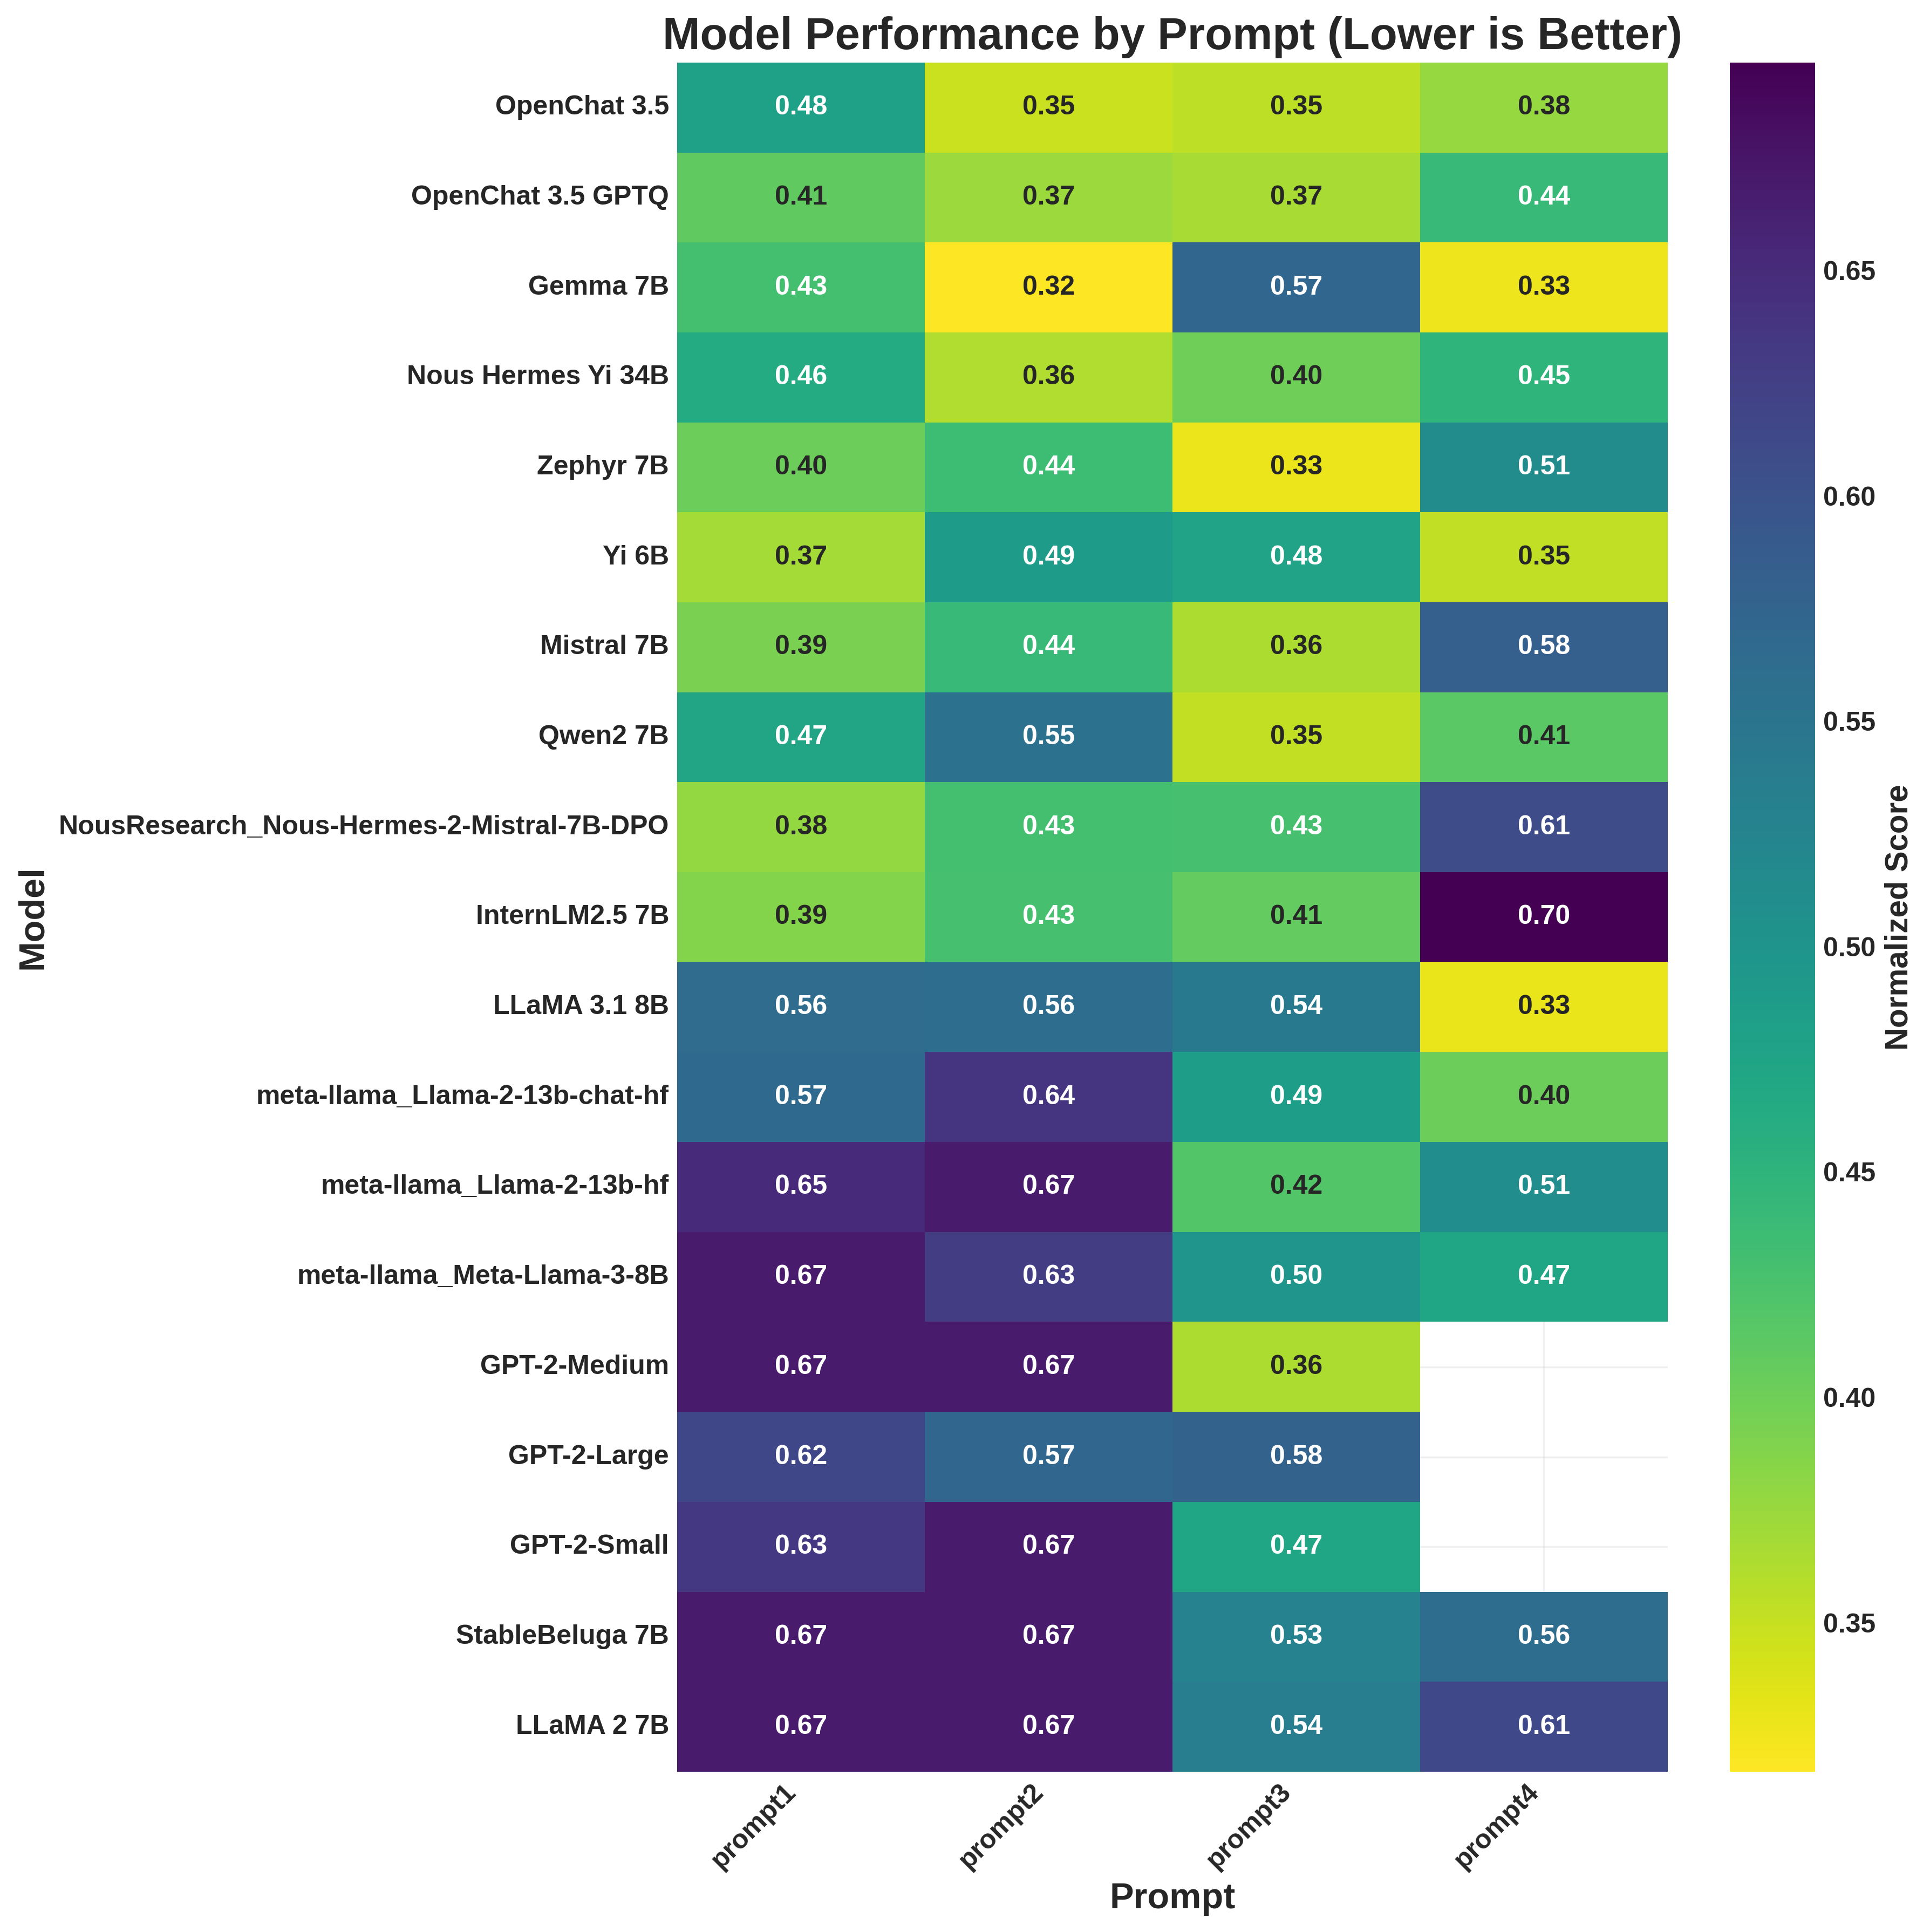 Model Performance by Prompt (Lower is Better)
OpenChat 3.5 0.48 0.35 0.35 0.38
OpenChat 3.5 GPTQ 0.41 0.37 0.37 0.44
Gemma 7B 0.43 0.32 0.57 0.33
Nous Hermes Yi 34B 0.46 0.36 0.40 0.45
Zephyr 7B 0.40 0.44 0.33 0.51
Yi 6B 0.37 0.49 0.48 0.35
Mistral 7B 0.39 0.44 0.36 0.58
Qwen2 7B 0.47 0.55 0.35 0.41
NousResearch_Nous-Hermes-2-Mistral-7B-DPO 0.38 0.43 0.43 0.61
InternLM2.5 7B 0.39 0.43 0.41 0.70
LLaMA 3.1 8B 0.56 0.56 0.54 0.33
meta-llama_Llama-2-13b-chat-hf 0.57 0.64 0.49 0.40
meta-llama_Llama-2-13b-hf 0.65 0.67 0.42 0.51
meta-llama_Meta-Llama-3-8B 0.67 0.63 0.50 0.47
GPT-2-Medium 0.67 0.67 0.36
GPT-2-Large 0.62 0.57 0.58
GPT-2-Small 0.63 0.67 0.47
StableBeluga 7B 0.67 0.67 0.53 0.56
LLaMA 2 7B 0.67 0.67 0.54 0.61
prompt1 prompt2 prompt3 prompt4
Prompt
Model
0.65
0.60
0.55
0.50
0.45
0.40
0.35
Normalized Score